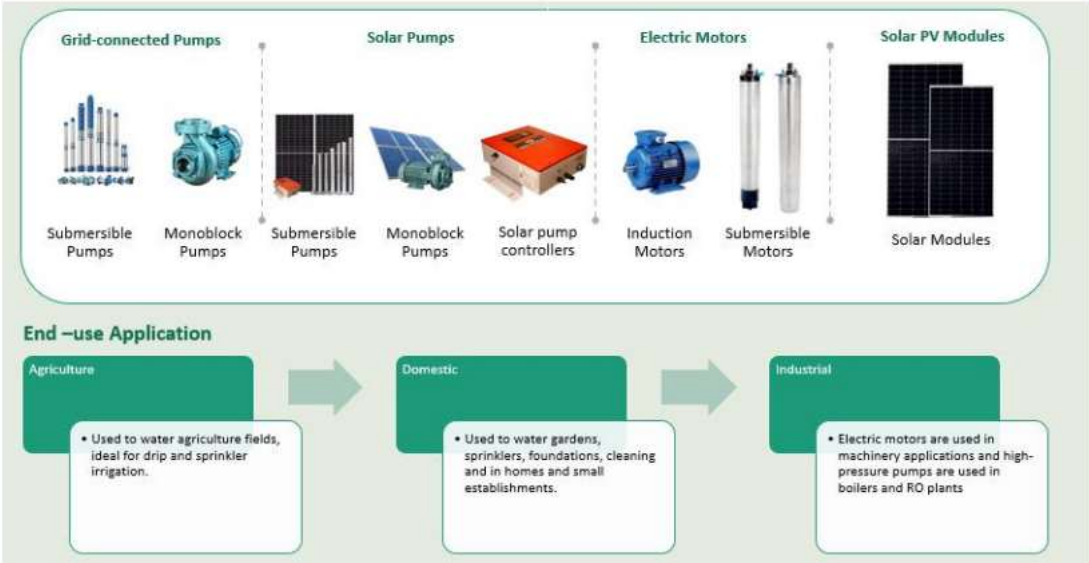 Grid-connected Pumps
Solar Pumps
Electric Motors
Solar PV Modules
Submersible
Pumps
Monoblock
Pumps
Submersible
Pumps
Monoblock
Pumps
Solar pump
controllers
Induction
Motors
Submersible
Motors
Solar Modules
End –use Application
Agriculture
• Used to water agriculture fields,
ideal for drip and sprinkler
irrigation.
Domestic
• Used to water gardens,
sprinklers, foundations, cleaning
and in homes and small
establishments.
Industrial
• Electric motors are used in
machinery applications and high-
pressure pumps are used in
boilers and RO plants